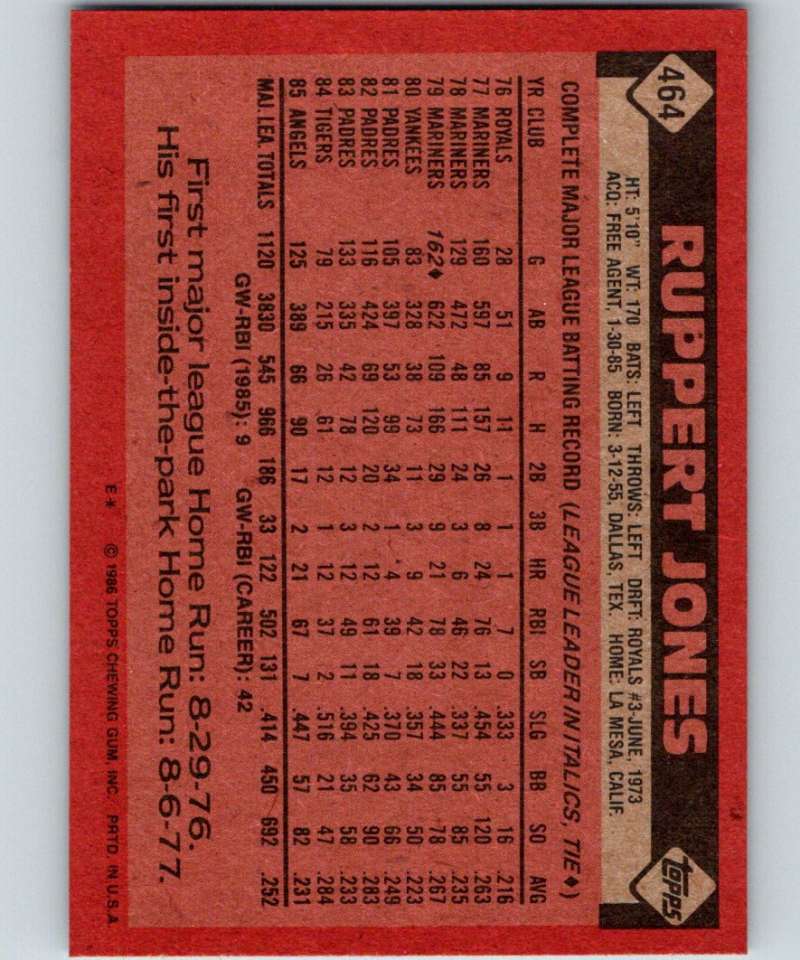 464
RUPPERT JONES
topps
HT: 5'10" WT: 170 BATS: LEFT THROWS: LEFT DRFT: ROYALS #3-JUNE, 1973
ACQ: FREE AGENT, 1-30-85 BORN: 3-12-55, DALLAS, TEX. HOME: LA MESA, CALIF.
COMPLETE MAJOR LEAGUE BATTING RECORD (LEAGUE LEADER IN ITALICS, TIE♦)
YR CLUB G AB R H 2B 3B HR RBI SB SLG BB SO AVG
76 ROYALS 28 51 9 11 1 1 1 7 0 .333 3 16 .216
77 MARINERS 160 597 85 157 26 8 24 76 13 .454 55 120 .263
78 MARINERS 129 472 48 111 24 3 6 46 22 .337 55 85 .235
79 MARINERS 162♦ 622 109 166 29 9 21 78 33 .444 85 78 .267
80 YANKEES 83 328 38 73 11 3 9 42 18 .357 34 50 .223
81 PADRES 105 397 53 99 34 1 4 39 7 .370 43 66 .249
82 PADRES 116 424 69 120 20 2 12 61 18 .425 62 90 .283
83 PADRES 133 335 42 78 12 3 12 49 11 .394 35 58 .233
84 TIGERS 79 215 26 61 12 1 12 37 2 .516 21 47 .284
85 ANGELS 125 389 66 90 17 2 21 67 7 .447 57 82 .231
MAJ. LEA. TOTALS 1120 3830 545 966 186 33 122 502 131 .414 450 692 .252
GW-RBI (1985): 9 GW-RBI (CAREER): 42
First major league Home Run: 8-29-76.
His first inside-the-park Home Run: 8-6-77.
E* © 1986 TOPPS CHEWING GUM, INC. PRTD. IN U.S.A.